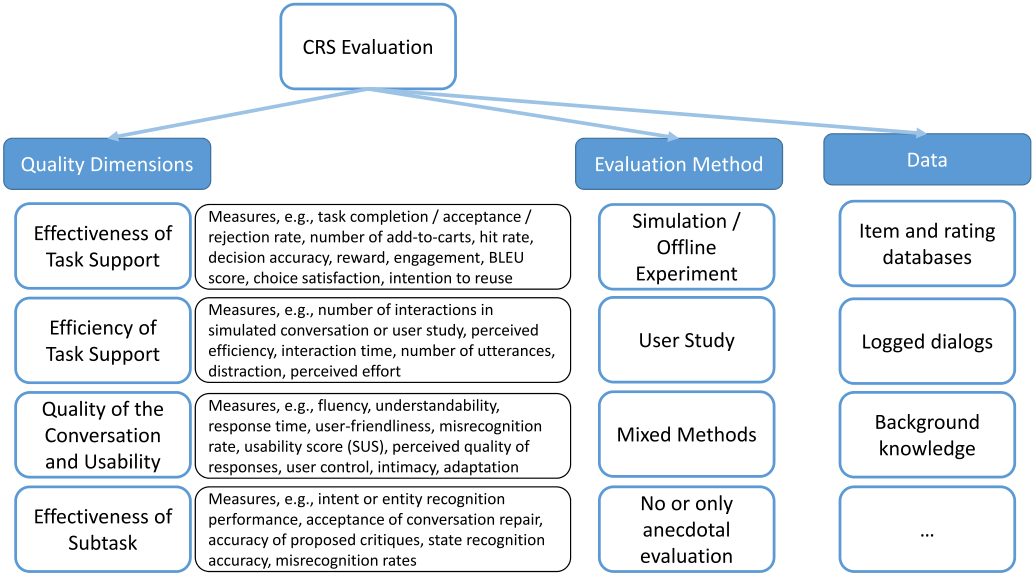 CRS Evaluation
Quality Dimensions
Evaluation Method
Data
Effectiveness of
Task Support
Measures, e.g., task completion / acceptance /
rejection rate, number of add-to-carts, hit rate,
decision accuracy, reward, engagement, BLEU
score, choice satisfaction, intention to reuse
Simulation /
Offline
Experiment
Item and rating
databases
Efficiency of
Task Support
Measures, e.g., number of interactions in
simulated conversation or user study, perceived
efficiency, interaction time, number of utterances,
distraction, perceived effort
User Study
Logged dialogs
Quality of the
Conversation
and Usability
Measures, e.g., fluency, understandability,
response time, user-friendliness, misrecognition
rate, usability score (SUS), perceived quality of
responses, user control, intimacy, adaptation
Mixed Methods
Background
knowledge
Effectiveness of
Subtask
Measures, e.g., intent or entity recognition
performance, acceptance of conversation repair,
accuracy of proposed critiques, state recognition
accuracy, misrecognition rates
No or only
anecdotal
evaluation
...